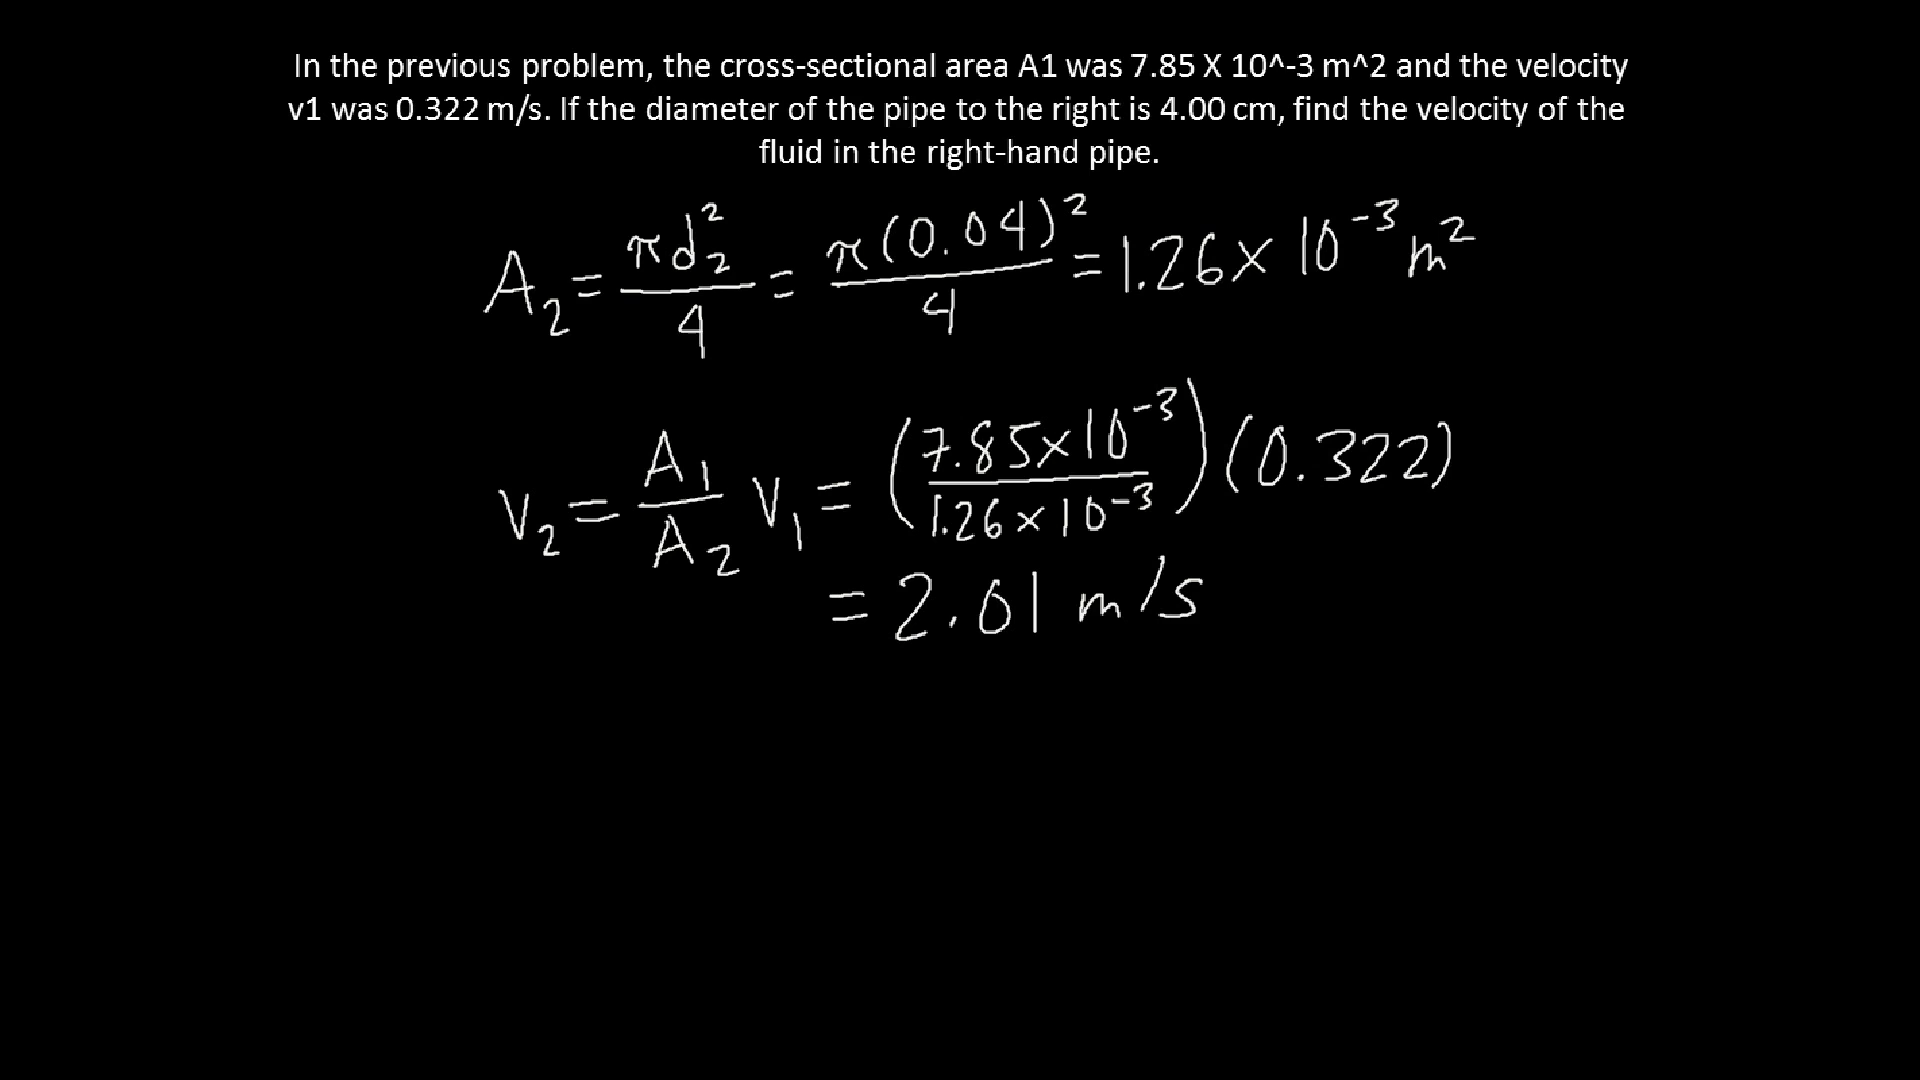 In the previous problem, the cross-sectional area A1 was 7.85 X 10^-3 m^2 and the velocity
v1 was 0.322 m/s. If the diameter of the pipe to the right is 4.00 cm, find the velocity of the
fluid in the right-hand pipe.
A₂ = πd₂²/4 = π(0.04)²/4 = 1.26 x 10⁻³ m²
v₂ = A₁/A₂ v₁ = (7.85x10⁻³/1.26x10⁻³)(0.322)
= 2.01 m/s